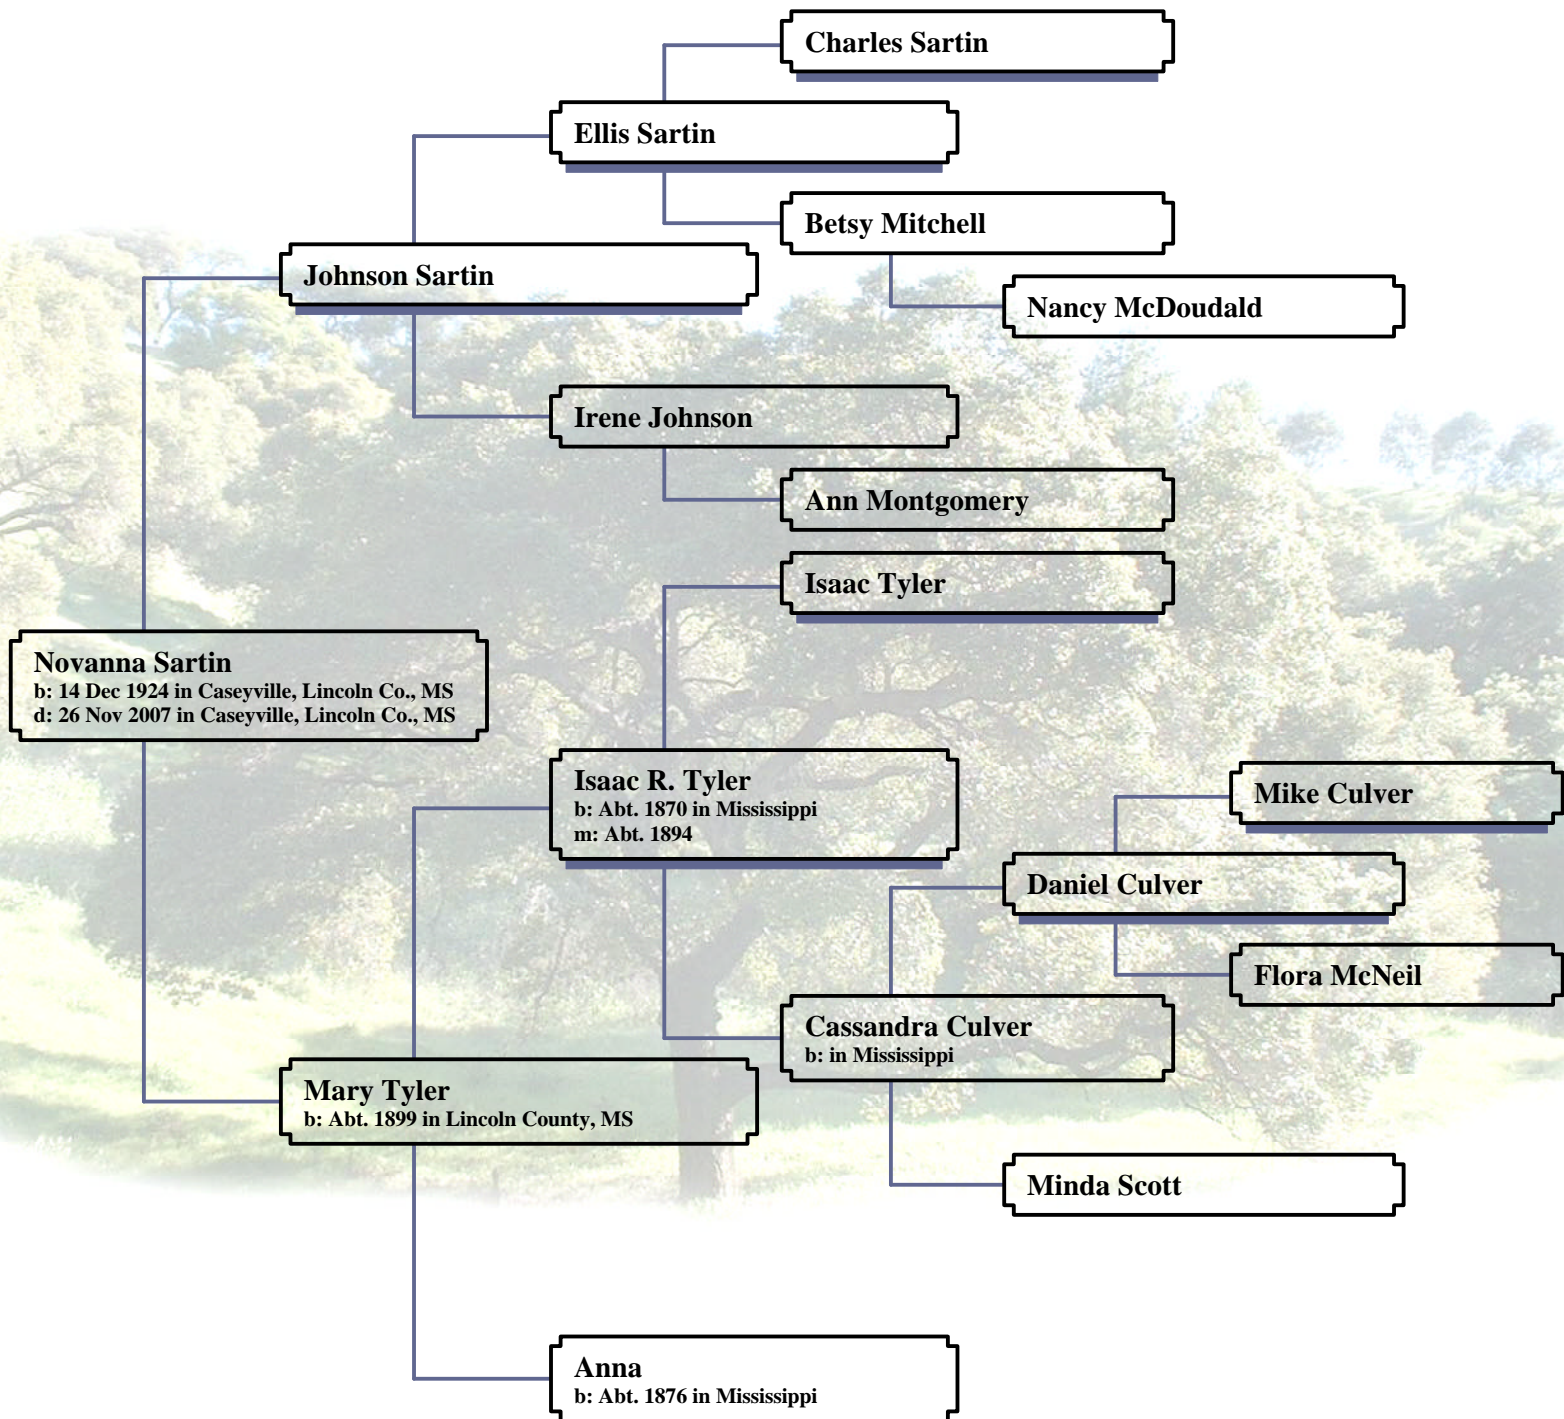 Charles Sartin
Ellis Sartin
Betsy Mitchell
Johnson Sartin
Nancy McDoudald
Irene Johnson
Ann Montgomery
Isaac Tyler
Novanna Sartin
b: 14 Dec 1924 in Caseyville, Lincoln Co., MS
d: 26 Nov 2007 in Caseyville, Lincoln Co., MS
Isaac R. Tyler
b: Abt. 1870 in Mississippi
m: Abt. 1894
Mike Culver
Daniel Culver
Flora McNeil
Cassandra Culver
b: in Mississippi
Mary Tyler
b: Abt. 1899 in Lincoln County, MS
Minda Scott
Anna
b: Abt. 1876 in Mississippi